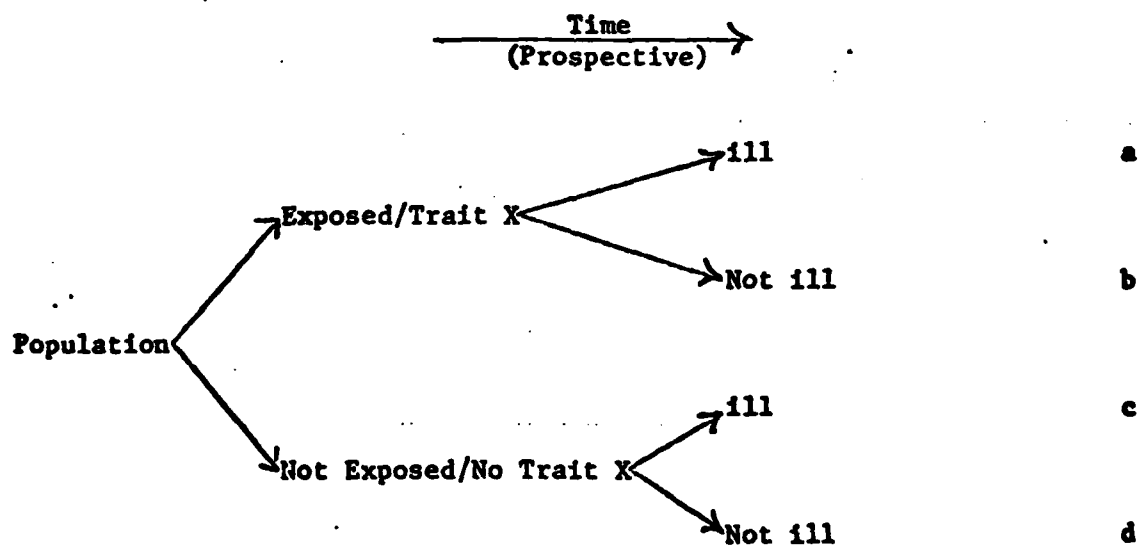 Time
(Prospective)
ill a
Exposed/Trait X
Not ill b
Population
ill c
Not Exposed/No Trait X
Not ill d